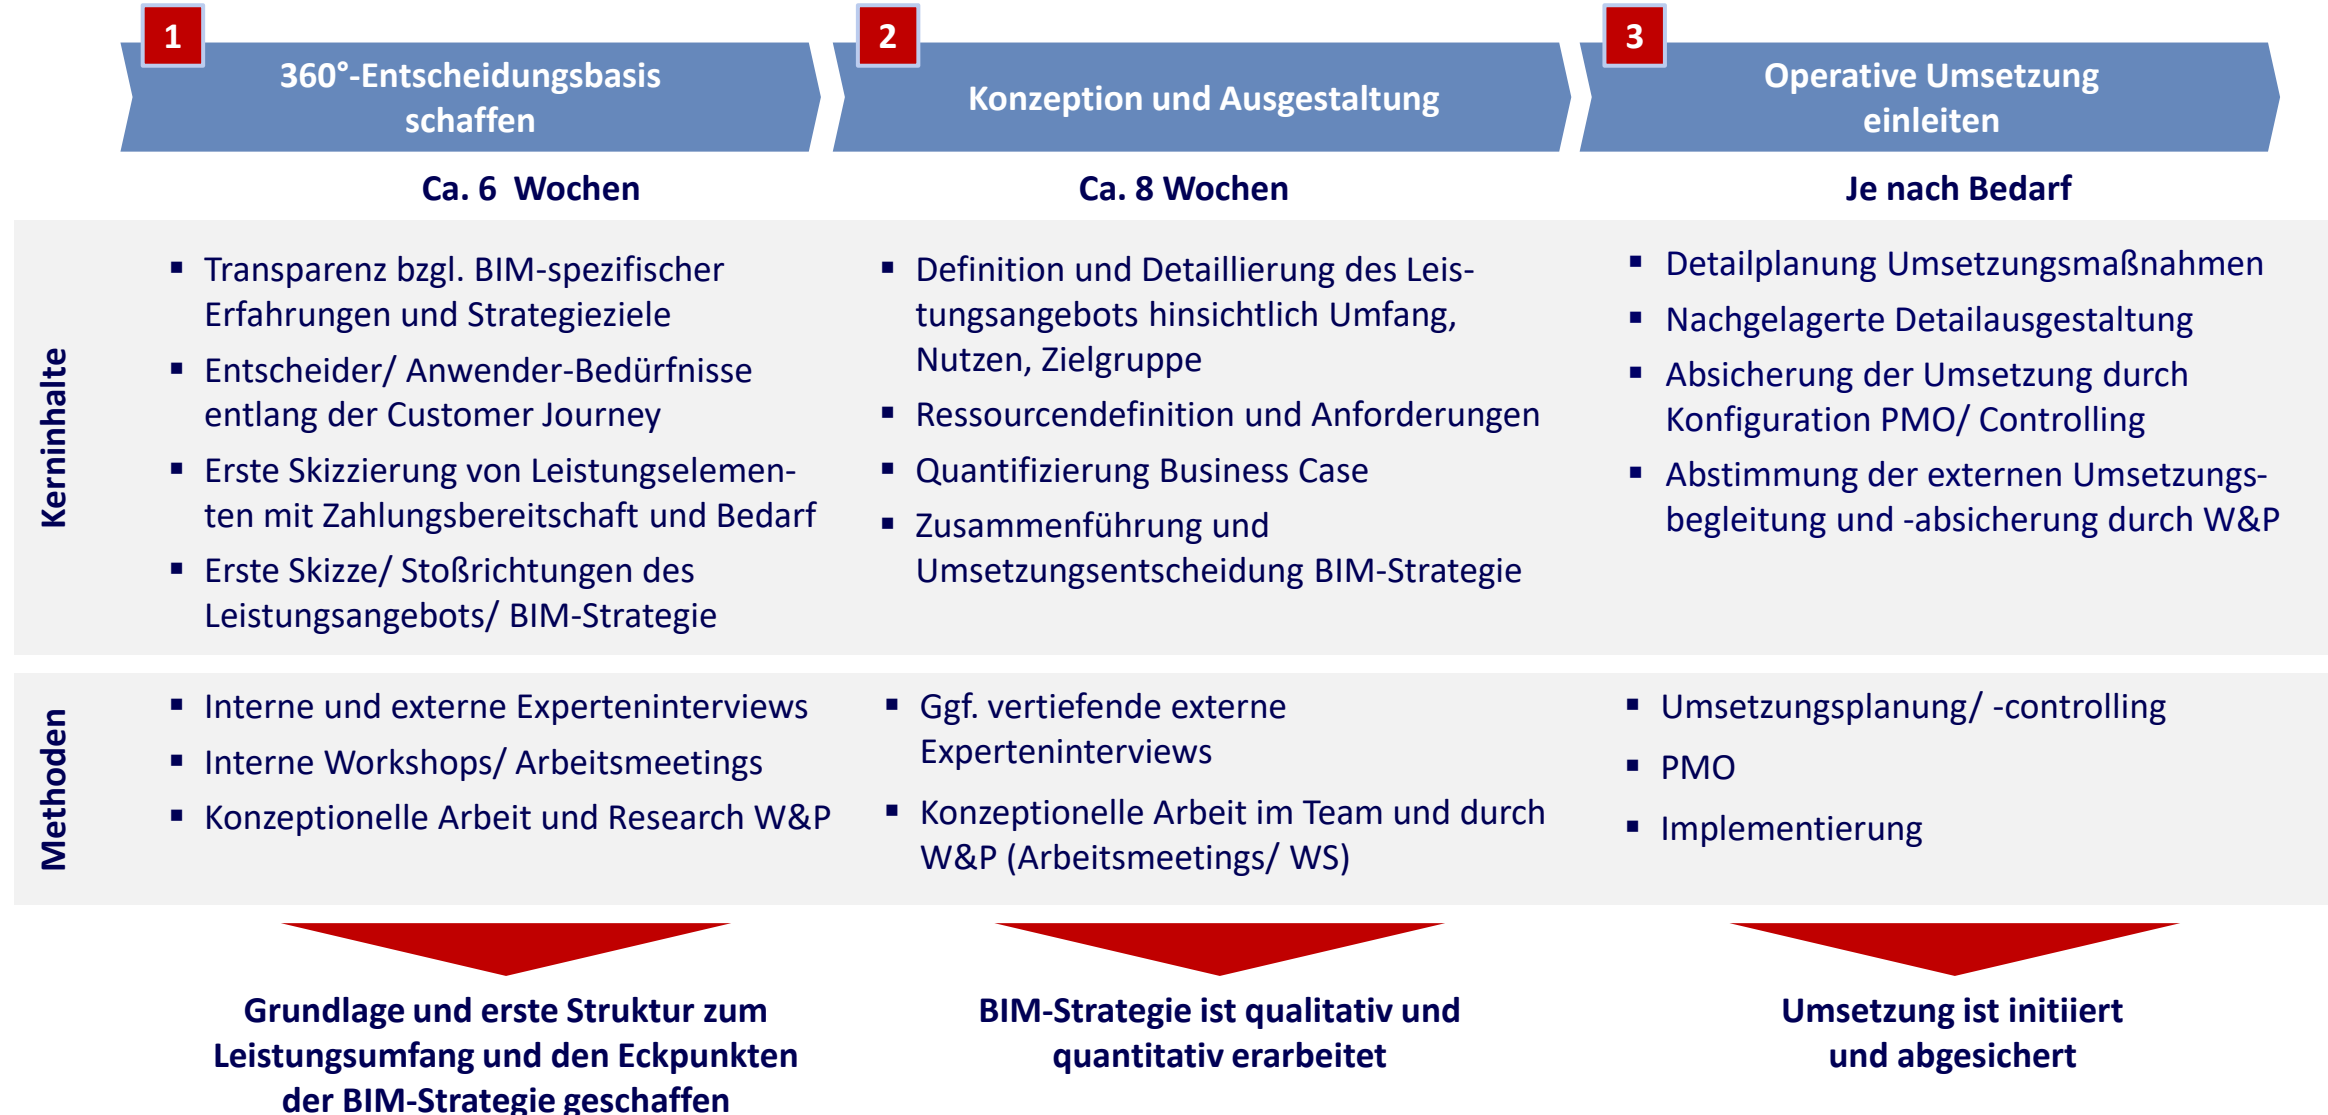 1
360°-Entscheidungsbasis
schaffen
2
Konzeption und Ausgestaltung
3
Operative Umsetzung
einleiten
Ca. 6  Wochen
Ca. 8 Wochen
Je nach Bedarf
Kerninhalte
▪ Transparenz bzgl. BIM-spezifischer
Erfahrungen und Strategieziele
▪ Entscheider/ Anwender-Bedürfnisse
entlang der Customer Journey
▪ Erste Skizzierung von Leistungselemen-
ten mit Zahlungsbereitschaft und Bedarf
▪ Erste Skizze/ Stoßrichtungen des
Leistungsangebots/ BIM-Strategie
▪ Definition und Detaillierung des Leis-
tungsangebots hinsichtlich Umfang,
Nutzen, Zielgruppe
▪ Ressourcendefinition und Anforderungen
▪ Quantifizierung Business Case
▪ Zusammenführung und
Umsetzungsentscheidung BIM-Strategie
▪ Detailplanung Umsetzungsmaßnahmen
▪ Nachgelagerte Detailausgestaltung
▪ Absicherung der Umsetzung durch
Konfiguration PMO/ Controlling
▪ Abstimmung der externen Umsetzungs-
begleitung und -absicherung durch W&P
Methoden
▪ Interne und externe Experteninterviews
▪ Interne Workshops/ Arbeitsmeetings
▪ Konzeptionelle Arbeit und Research W&P
▪ Ggf. vertiefende externe
Experteninterviews
▪ Konzeptionelle Arbeit im Team und durch
W&P (Arbeitsmeetings/ WS)
▪ Umsetzungsplanung/ -controlling
▪ PMO
▪ Implementierung
Grundlage und erste Struktur zum
Leistungsumfang und den Eckpunkten
der BIM-Strategie geschaffen
BIM-Strategie ist qualitativ und
quantitativ erarbeitet
Umsetzung ist initiiert
und abgesichert